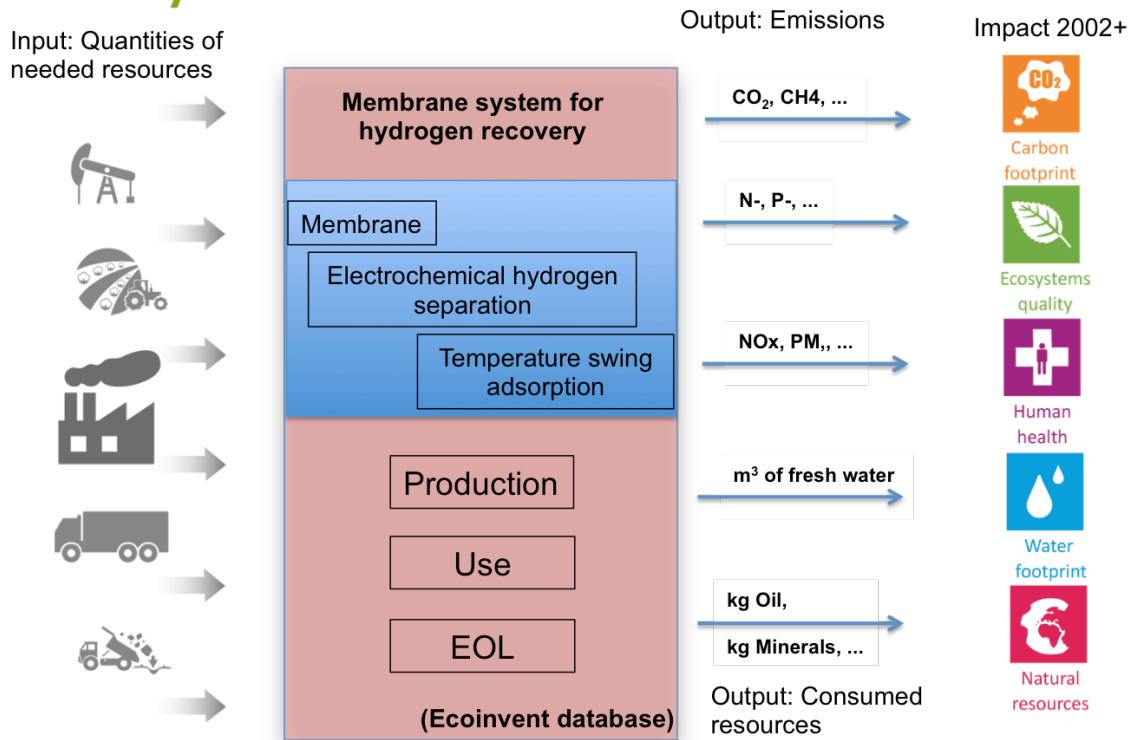 Input: Quantities of
needed resources
Output: Emissions
Impact 2002+
Membrane system for
hydrogen recovery
Membrane
Electrochemical hydrogen
separation
Temperature swing
adsorption
Production
Use
EOL
(Ecoinvent database)
CO₂, CH4, ...
N-, P-, ...
NOx, PM,, ...
m³ of fresh water
kg Oil,
kg Minerals, ...
Output: Consumed
resources
CO₂
Carbon
footprint
Ecosystems
quality
Human
health
Water
footprint
Natural
resources